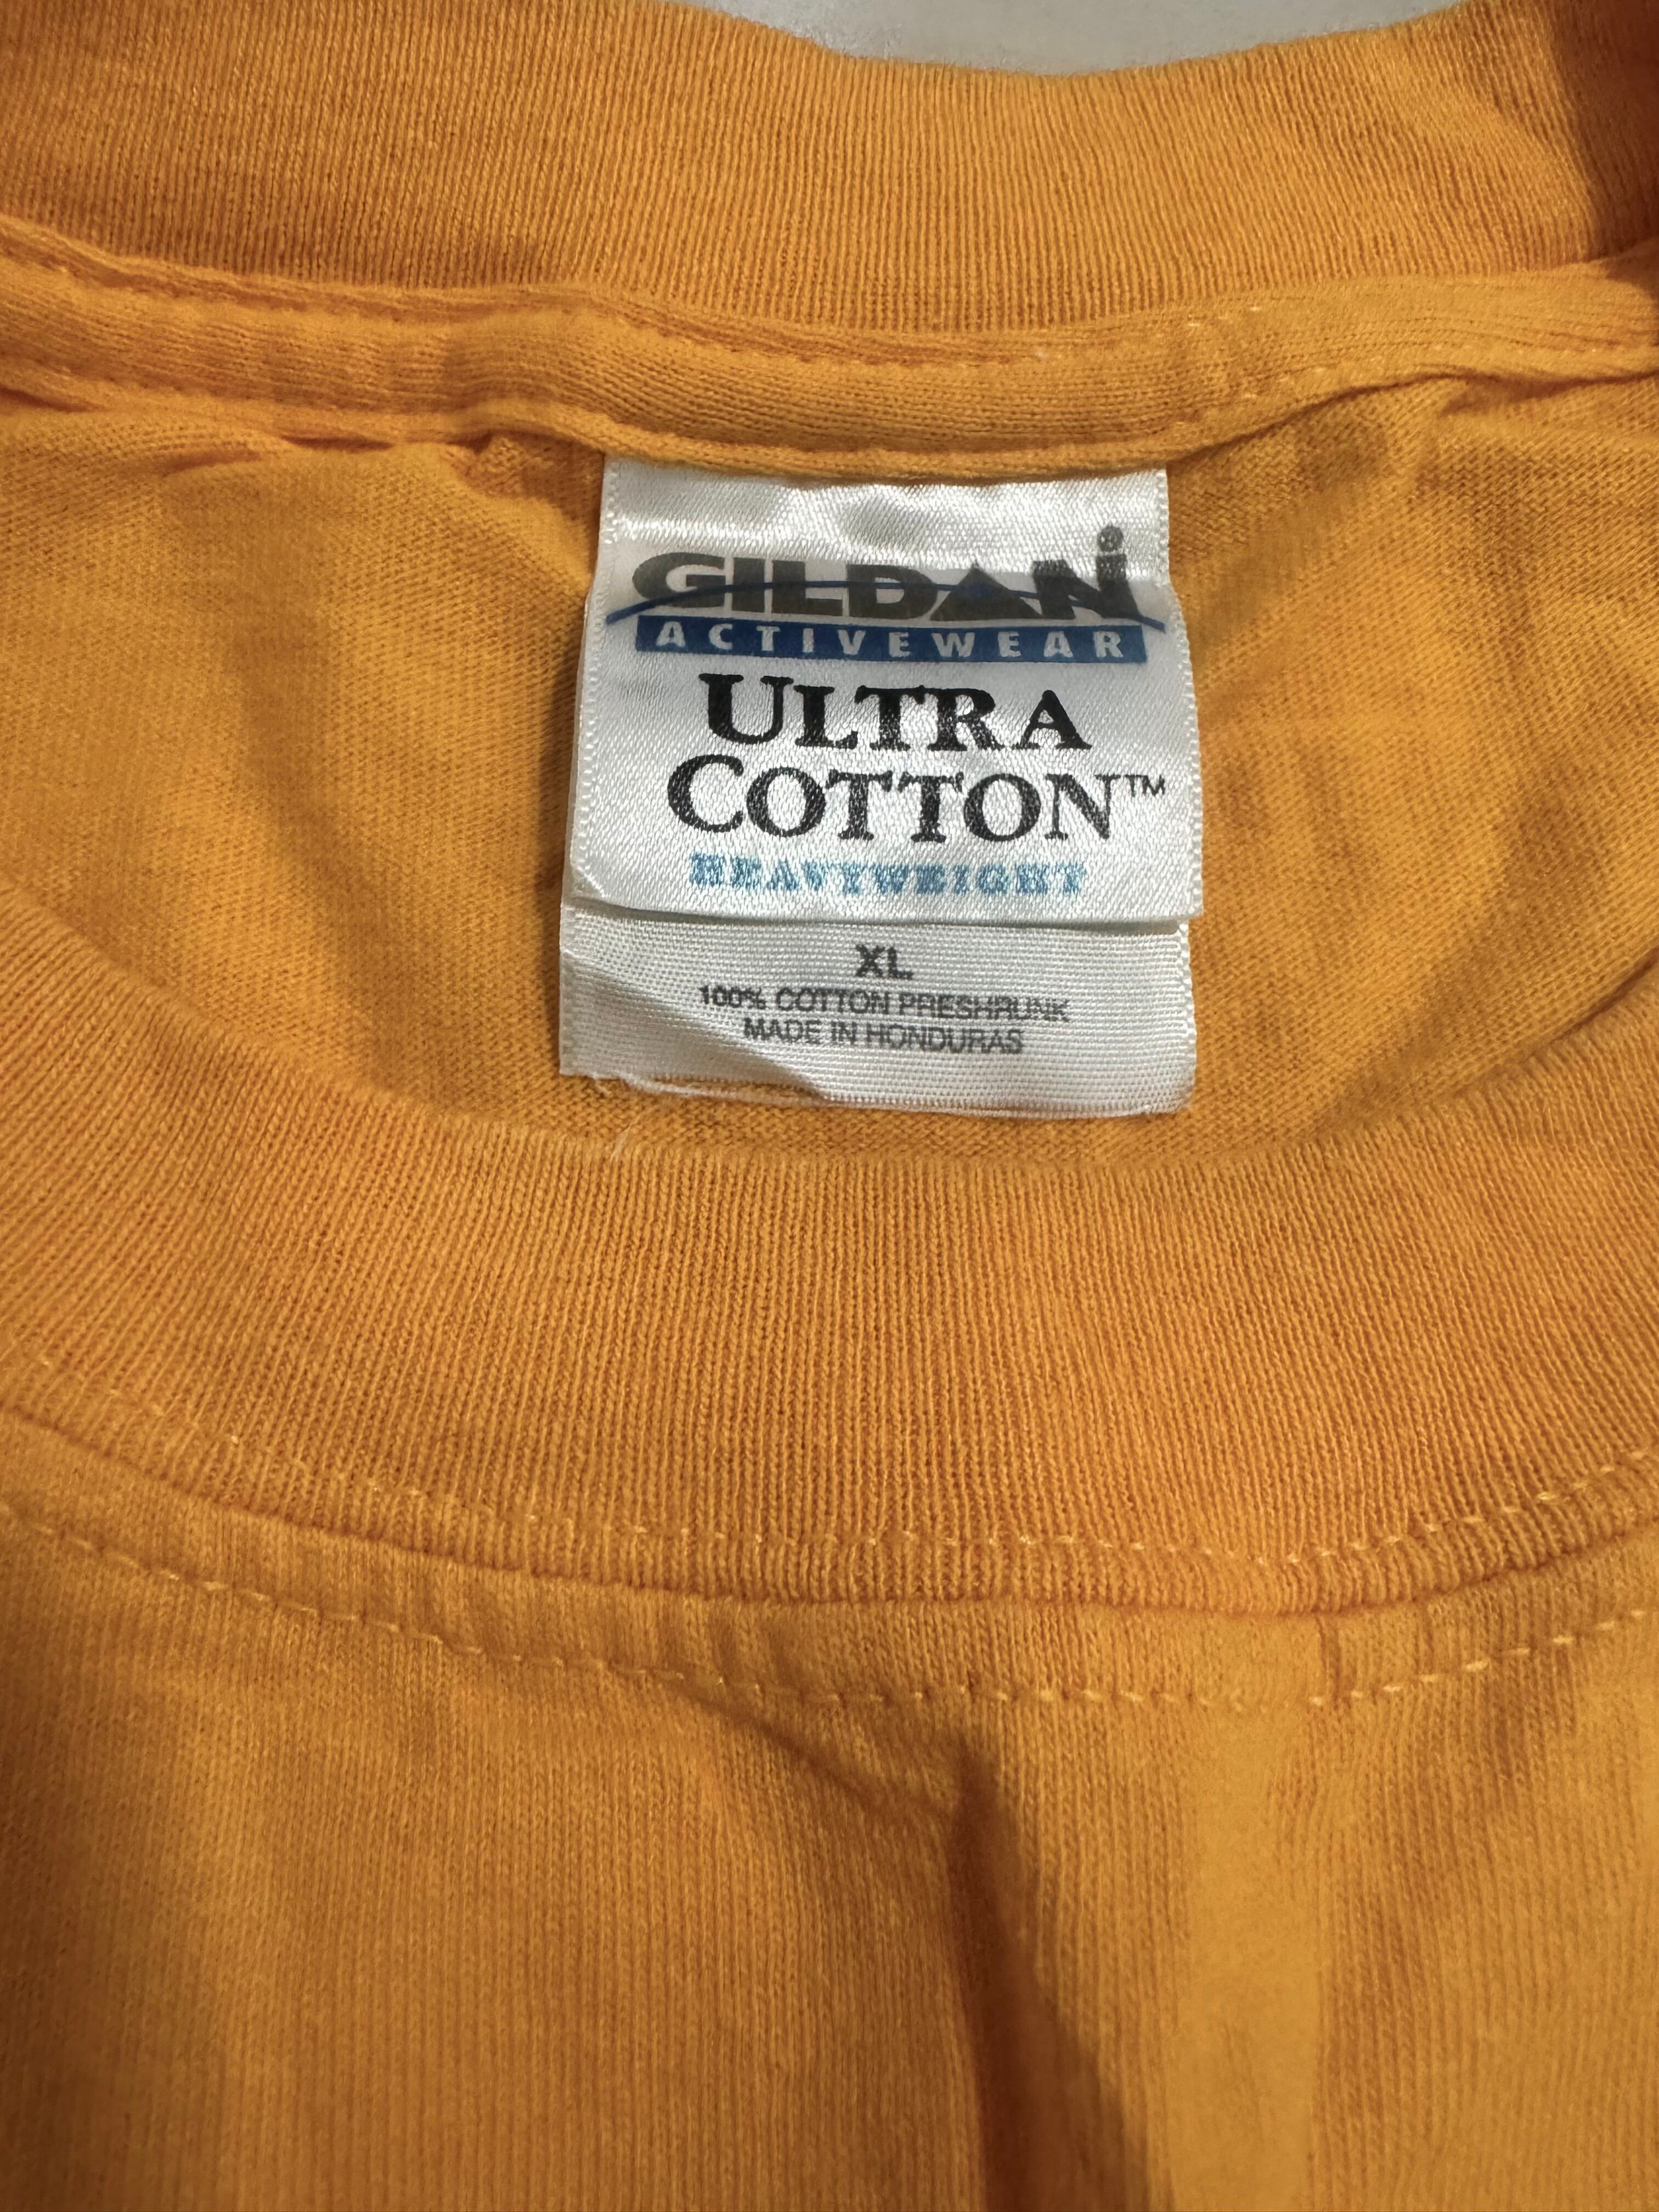 GILDAN
ACTIVEWEAR
ULTRA
COTTON™
HEAVYWEIGHT
XL
100% COTTON PRESHRUNK
MADE IN HONDURAS